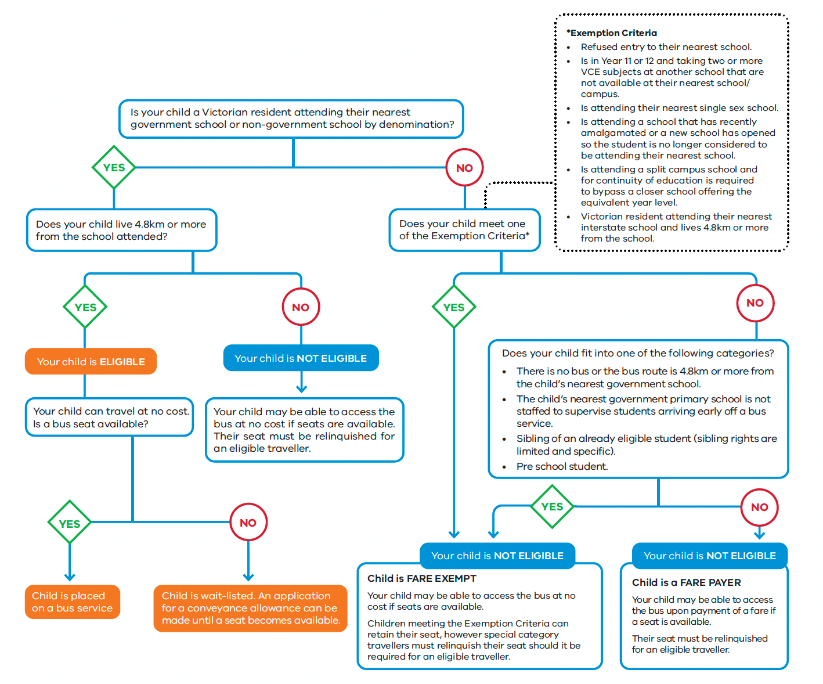 *Exemption Criteria
• Refused entry to their nearest school.
• Is in Year 11 or 12 and taking two or more
VCE subjects at another school that are
not available at their nearest school/
campus.
• Is attending their nearest single sex school.
• Is attending a school that has recently
amalgamated or a new school has opened
so the student is no longer considered to
be attending their nearest school.
• Is attending a split campus school and
for continuity of education is required
to bypass a closer school offering the
equivalent year level.
• Victorian resident attending their nearest
interstate school and lives 4.8km or more
from the school.
Is your child a Victorian resident attending their nearest
government school or non-government school by denomination?
YES
NO
Does your child live 4.8km or more
from the school attended?
Does your child meet one
of the Exemption Criteria*
YES
NO
YES
NO
Your child is ELIGIBLE
Your child is NOT ELIGIBLE
Your child can travel at no cost.
Is a bus seat available?
Your child may be able to access the
bus at no cost if seats are available.
Their seat must be relinquished for
an eligible traveller.
Does your child fit into one of the following categories?
• There is no bus or the bus route is 4.8km or more from
the child's nearest government school.
• The child's nearest government primary school is not
staffed to supervise students arriving early off a bus
service.
• Sibling of an already eligible student (sibling rights are
limited and specific).
• Pre school student.
YES
NO
YES
NO
Child is placed
on a bus service
Child is wait-listed. An application
for a conveyance allowance can be
made until a seat becomes available.
Your child is NOT ELIGIBLE
Child is FARE EXEMPT
Your child may be able to access the bus at no
cost if seats are available.
Children meeting the Exemption Criteria can
retain their seat, however special category
travellers must relinquish their seat should it be
required for an eligible traveller.
Your child is NOT ELIGIBLE
Child is a FARE PAYER
Your child may be able to access
the bus upon payment of a fare if
a seat is available.
Their seat must be relinquished
for an eligible traveller.